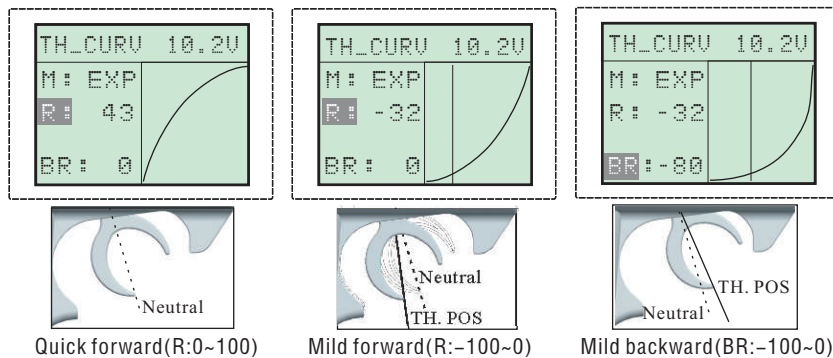 TH_CURV 10.2V
M: EXP
R: 43
BR: 0
Neutral
Quick forward(R:0~100)
TH_CURV 10.2V
M: EXP
R: -32
BR: 0
Neutral
TH. POS
Mild forward(R:−100~0)
TH_CURV 10.2V
M: EXP
R: -32
BR:-80
TH. POS
Neutral
Mild backward(BR:−100~0)